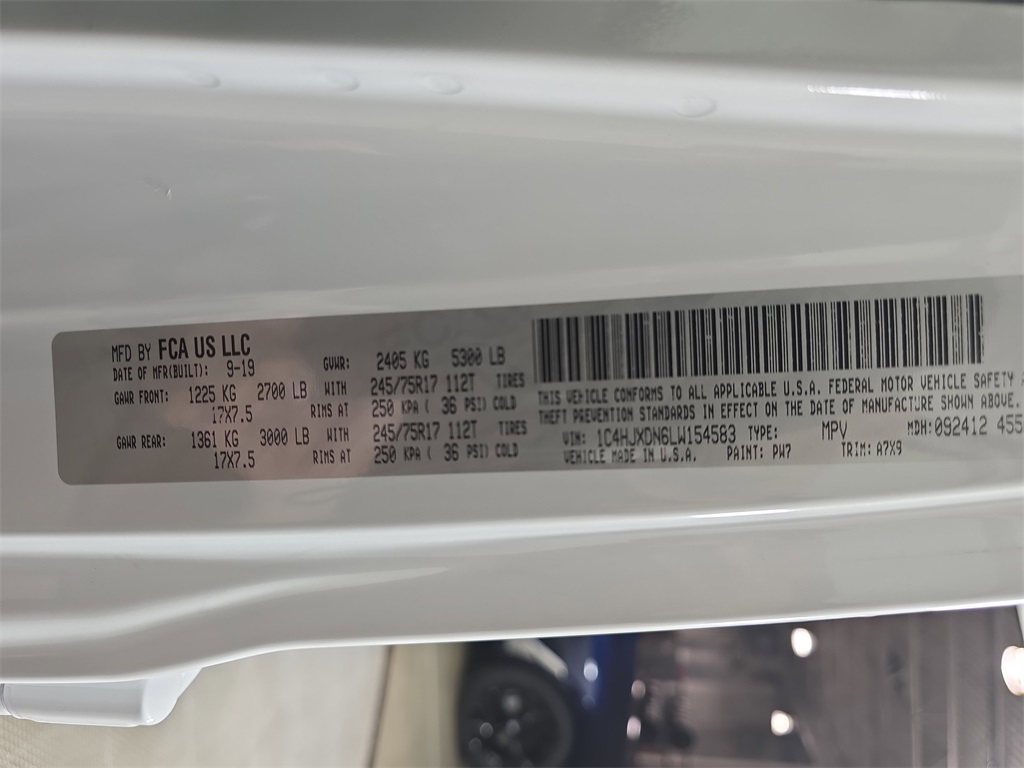 MFD BY FCA US LLC
DATE OF MFR(BUILT): 9-19 GVWR: 2405 KG 5300 LB
GAWR FRONT: 1225 KG 2700 LB WITH 245/75R17 112T TIRES
17X7.5 RIMS AT 250 KPA ( 36 PSI) COLD
GAWR REAR: 1361 KG 3000 LB WITH 245/75R17 112T TIRES
17X7.5 RIMS AT 250 KPA ( 36 PSI) COLD
THIS VEHICLE CONFORMS TO ALL APPLICABLE U.S.A. FEDERAL MOTOR VEHICLE SAFETY
THEFT PREVENTION STANDARDS IN EFFECT ON THE DATE OF MANUFACTURE SHOWN ABOVE.
VIN: 1C4HJXDN6LW154583 TYPE: MPV MDH: 092412 455
VEHICLE MADE IN U.S.A. PAINT: PW7 TRIM: A7X9